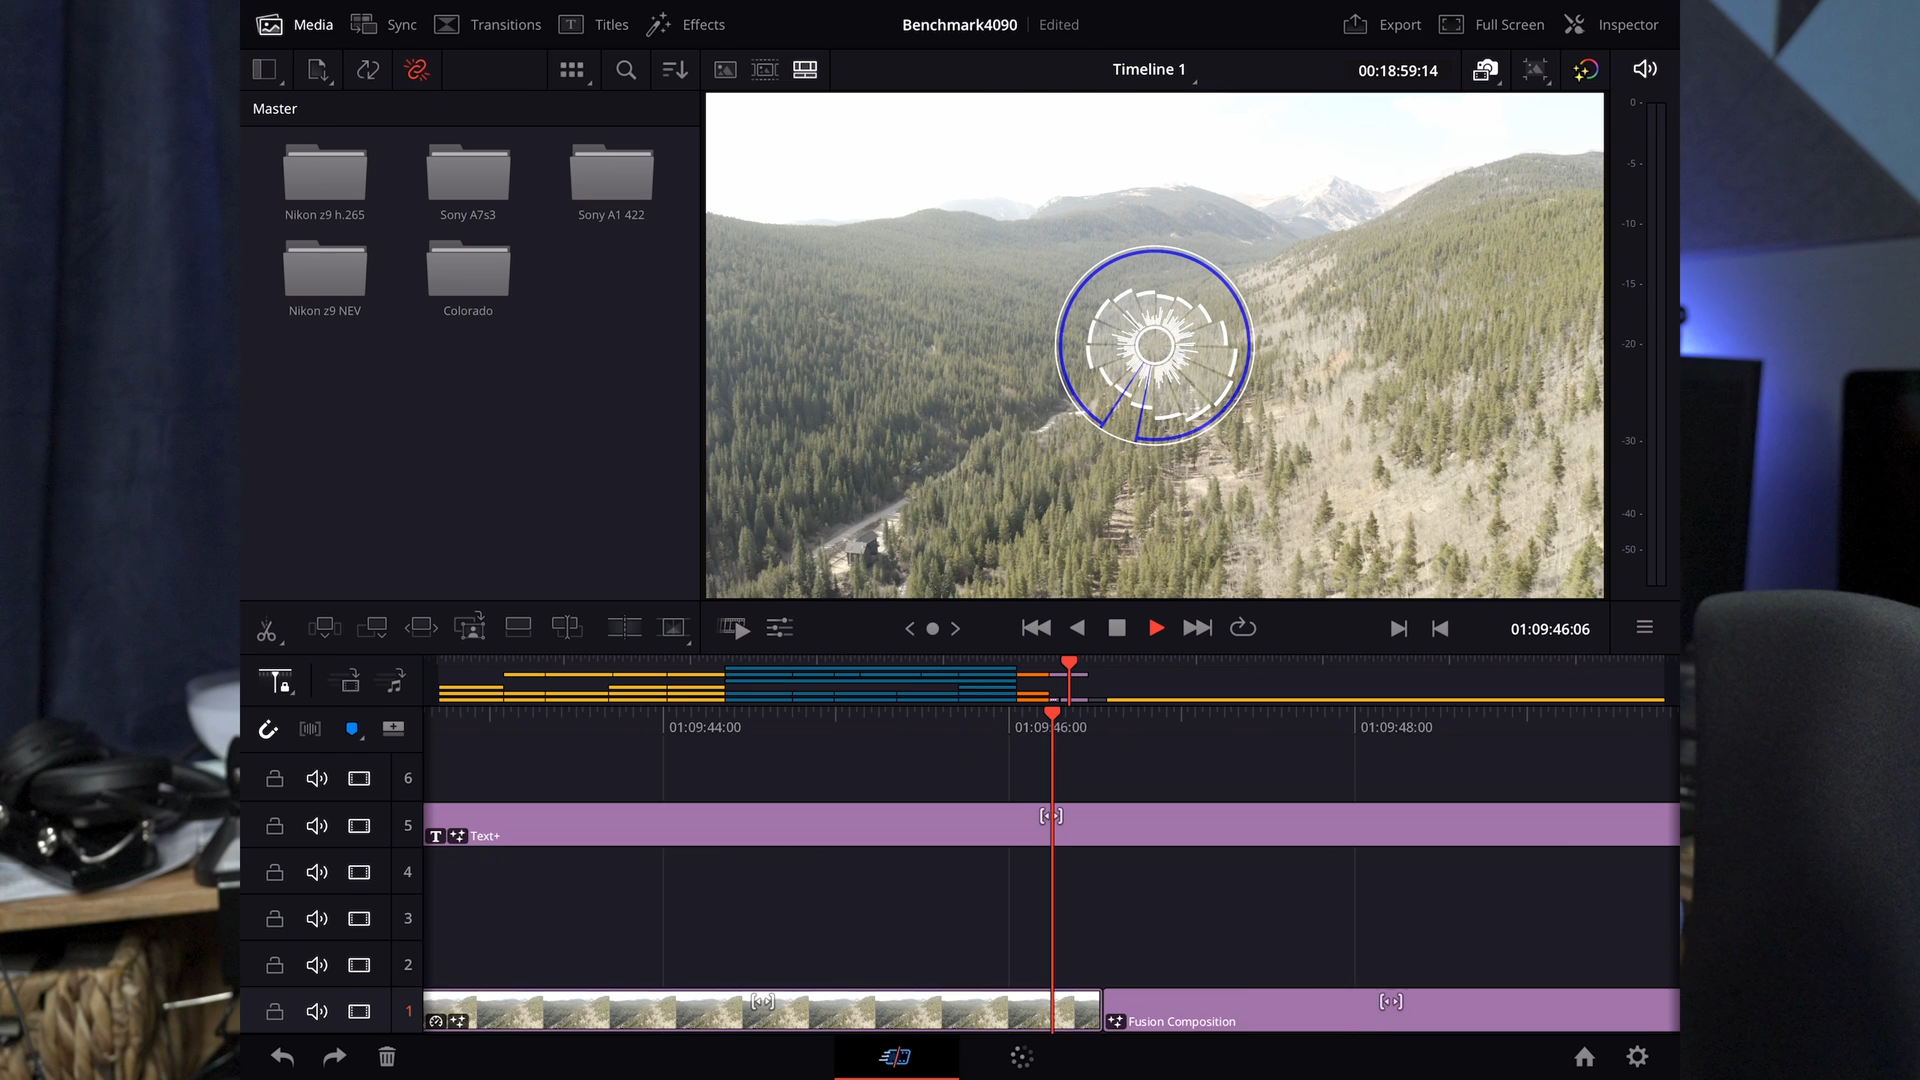 Media
Sync
Transitions
Titles
Effects
Benchmark4090
Edited
Export
Full Screen
Inspector
Timeline 1
00:18:59:14
Master
Nikon z9 h.265
Sony A7s3
Sony A1 422
Nikon z9 NEV
Colorado
0
-5
-10
-15
-20
-30
-40
-50
01:09:46:06
01:09:44:00
01:09:46:00
01:09:48:00
6
5
T Text+
4
3
2
1
Fusion Composition